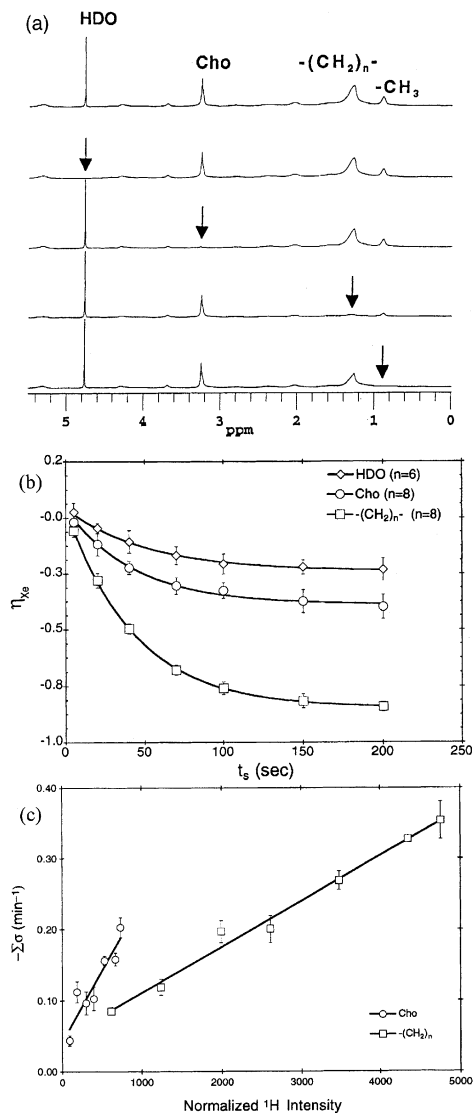 (a)
HDO
Cho
-(CH₂)ₙ-
-CH₃
5 4 3 2 1 0
ppm
(b)
HDO (n=6)
Cho (n=8)
-(CH₂)ₙ- (n=8)
0.2
-0.0
-0.3
-0.5
-0.8
-1.0
ηXe
0 50 100 150 200 250
tₛ (sec)
(c)
0.40
0.30
0.20
0.10
0.00
-Σσ (min⁻¹)
Cho
-(CH₂)ₙ
0 1000 2000 3000 4000 5000
Normalized ¹H Intensity